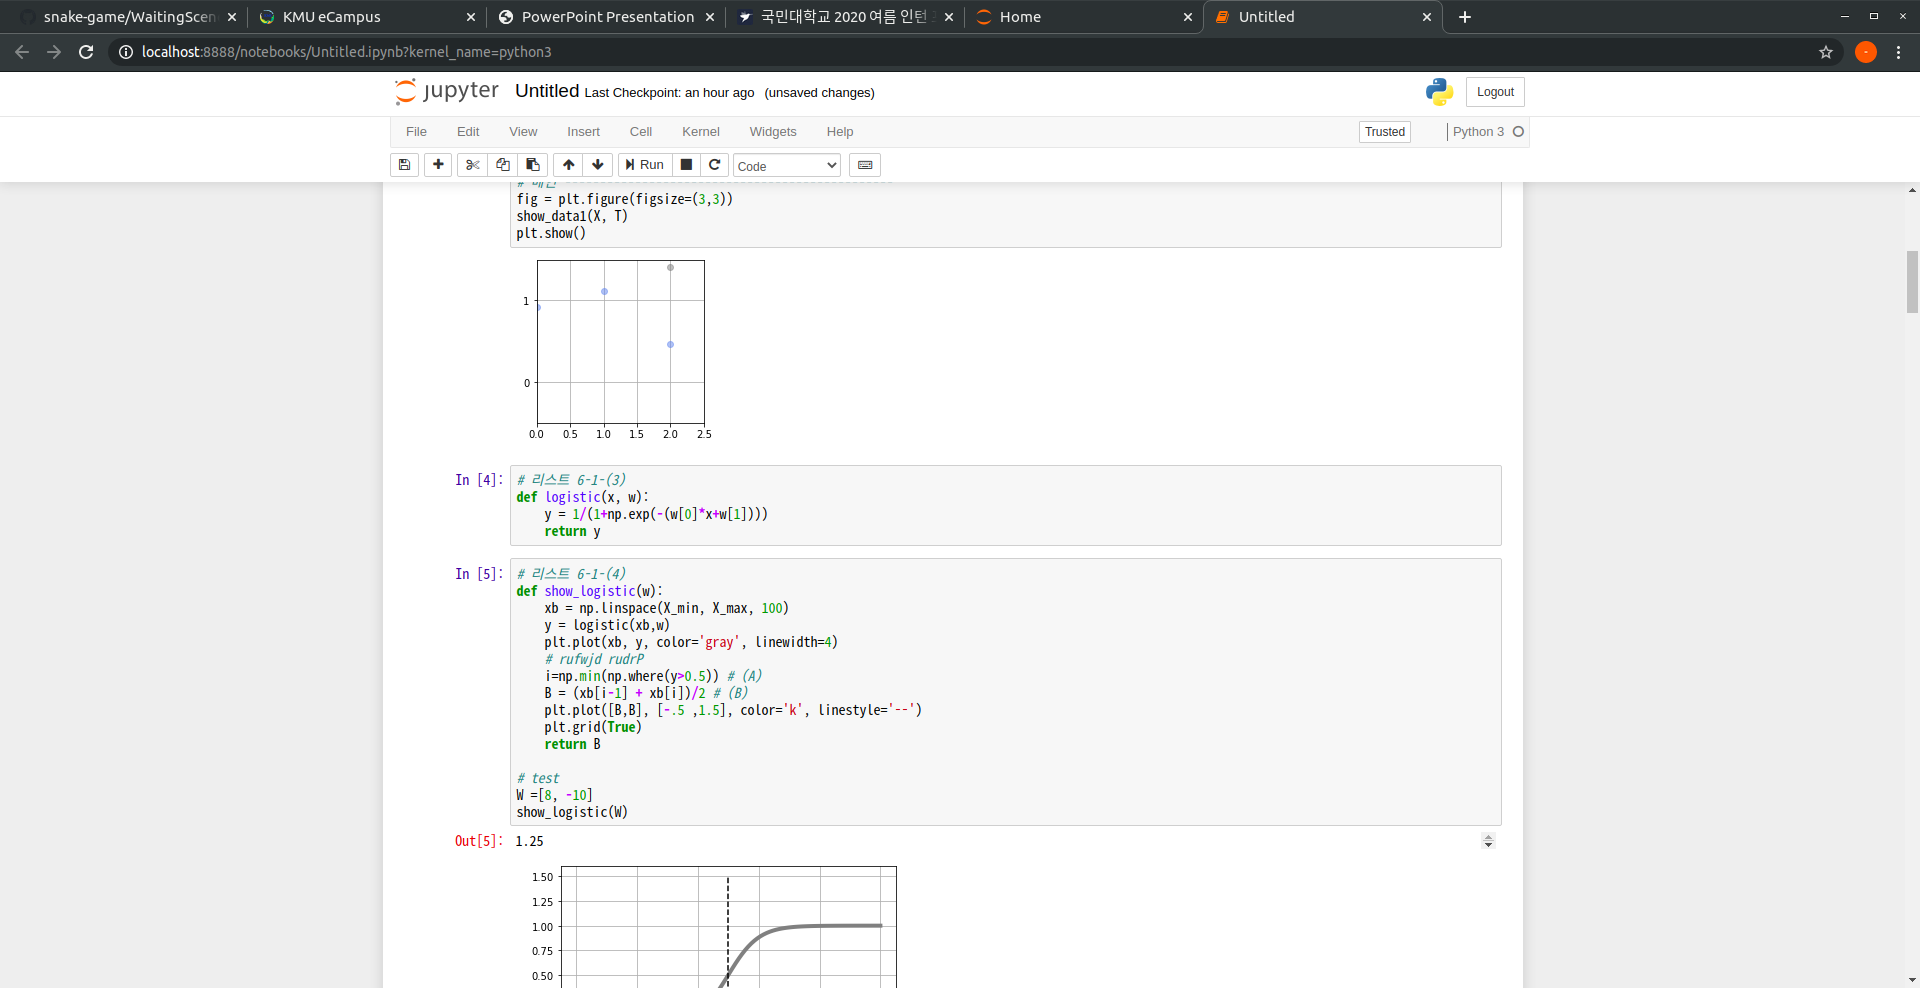 snake-game/WaitingScen
KMU eCampus
PowerPoint Presentation
국민대학교 2020 여름 인턴
Home
Untitled
localhost:8888/notebooks/Untitled.ipynb?kernel_name=python3
jupyter Untitled Last Checkpoint: an hour ago (unsaved changes)
Logout
File Edit View Insert Cell Kernel Widgets Help
Trusted
Python 3
Run
Code
fig = plt.figure(figsize=(3,3))
show_data1(X, T)
plt.show()
1
0
0.0 0.5 1.0 1.5 2.0 2.5
In [4]:
# 리스트 6-1-(3)
def logistic(x, w):
    y = 1/(1+np.exp(-(w[0]*x+w[1])))
    return y
In [5]:
# 리스트 6-1-(4)
def show_logistic(w):
    xb = np.linspace(X_min, X_max, 100)
    y = logistic(xb,w)
    plt.plot(xb, y, color='gray', linewidth=4)
    # rufwjd rudrP
    i=np.min(np.where(y>0.5)) # (A)
    B = (xb[i-1] + xb[i])/2 # (B)
    plt.plot([B,B], [-.5 ,1.5], color='k', linestyle='--')
    plt.grid(True)
    return B
# test
W =[8, -10]
show_logistic(W)
Out[5]: 1.25
1.50
1.25
1.00
0.75
0.50